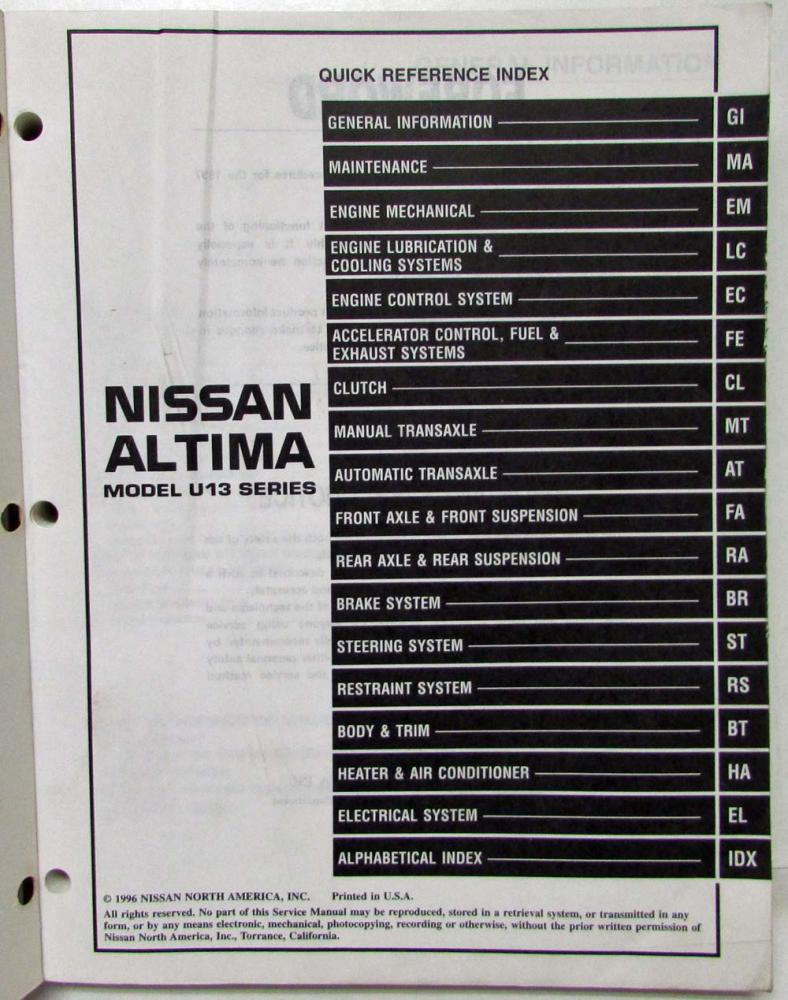 QUICK REFERENCE INDEX
GENERAL INFORMATION GI
MAINTENANCE MA
ENGINE MECHANICAL EM
ENGINE LUBRICATION &
COOLING SYSTEMS LC
ENGINE CONTROL SYSTEM EC
ACCELERATOR CONTROL, FUEL &
EXHAUST SYSTEMS FE
CLUTCH CL
MANUAL TRANSAXLE MT
AUTOMATIC TRANSAXLE AT
FRONT AXLE & FRONT SUSPENSION FA
REAR AXLE & REAR SUSPENSION RA
BRAKE SYSTEM BR
STEERING SYSTEM ST
RESTRAINT SYSTEM RS
BODY & TRIM BT
HEATER & AIR CONDITIONER HA
ELECTRICAL SYSTEM EL
ALPHABETICAL INDEX IDX
NISSAN
ALTIMA
MODEL U13 SERIES
© 1996 NISSAN NORTH AMERICA, INC. Printed in U.S.A.
All rights reserved. No part of this Service Manual may be reproduced, stored in a retrieval system, or transmitted in any
form, or by any means electronic, mechanical, photocopying, recording or otherwise, without the prior written permission of
Nissan North America, Inc., Torrance, California.